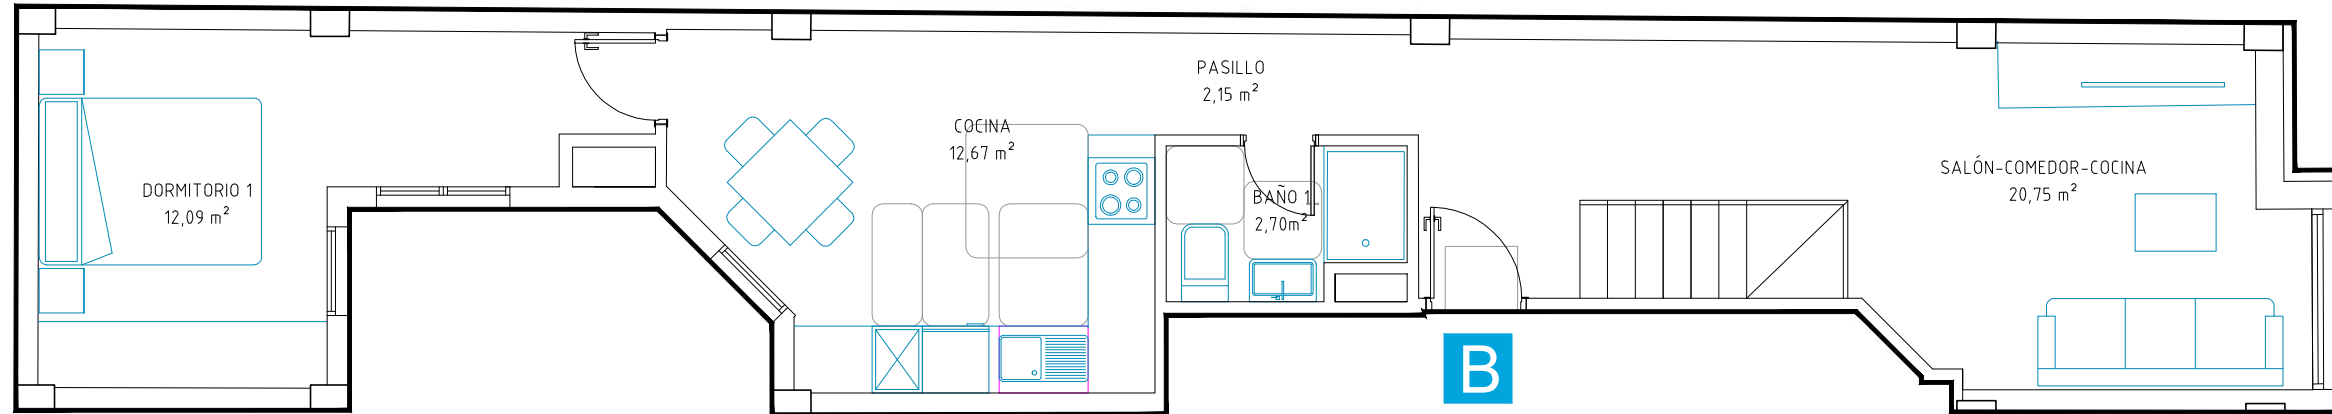 DORMITORIO 1
12,09 m²
COCINA
12,67 m²
PASILLO
2,15 m²
BAÑO 1
2,70m²
SALÓN-COMEDOR-COCINA
20,75 m²
B